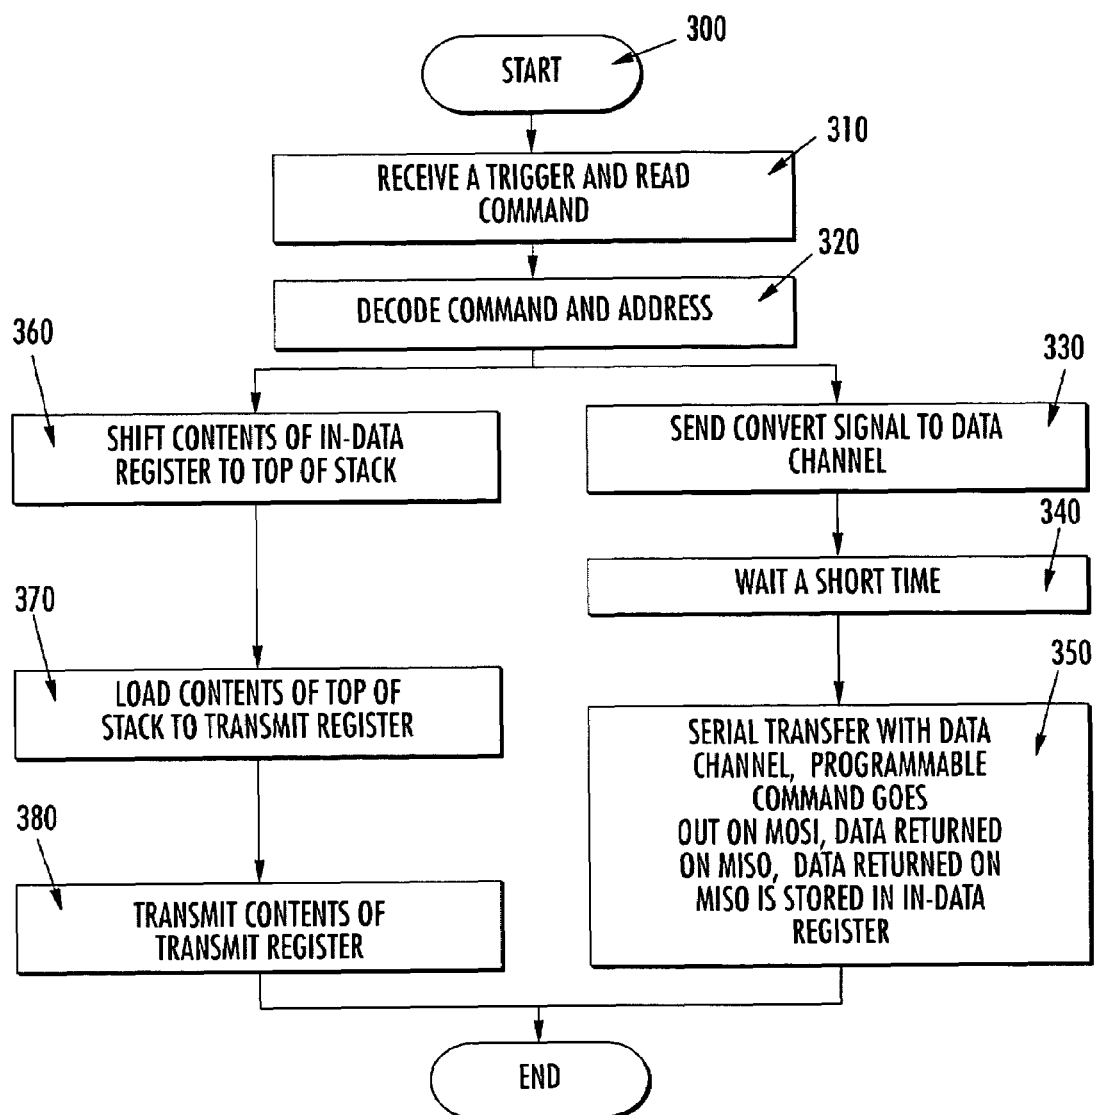 300
START
310
RECEIVE A TRIGGER AND READ
COMMAND
320
DECODE COMMAND AND ADDRESS
360
330
SHIFT CONTENTS OF IN-DATA
REGISTER TO TOP OF STACK
SEND CONVERT SIGNAL TO DATA
CHANNEL
340
WAIT A SHORT TIME
370
350
LOAD CONTENTS OF TOP OF
STACK TO TRANSMIT REGISTER
SERIAL TRANSFER WITH DATA
CHANNEL, PROGRAMMABLE
COMMAND GOES
OUT ON MOSI, DATA RETURNED
ON MISO, DATA RETURNED ON
MISO IS STORED IN IN-DATA
REGISTER
380
TRANSMIT CONTENTS OF
TRANSMIT REGISTER
END